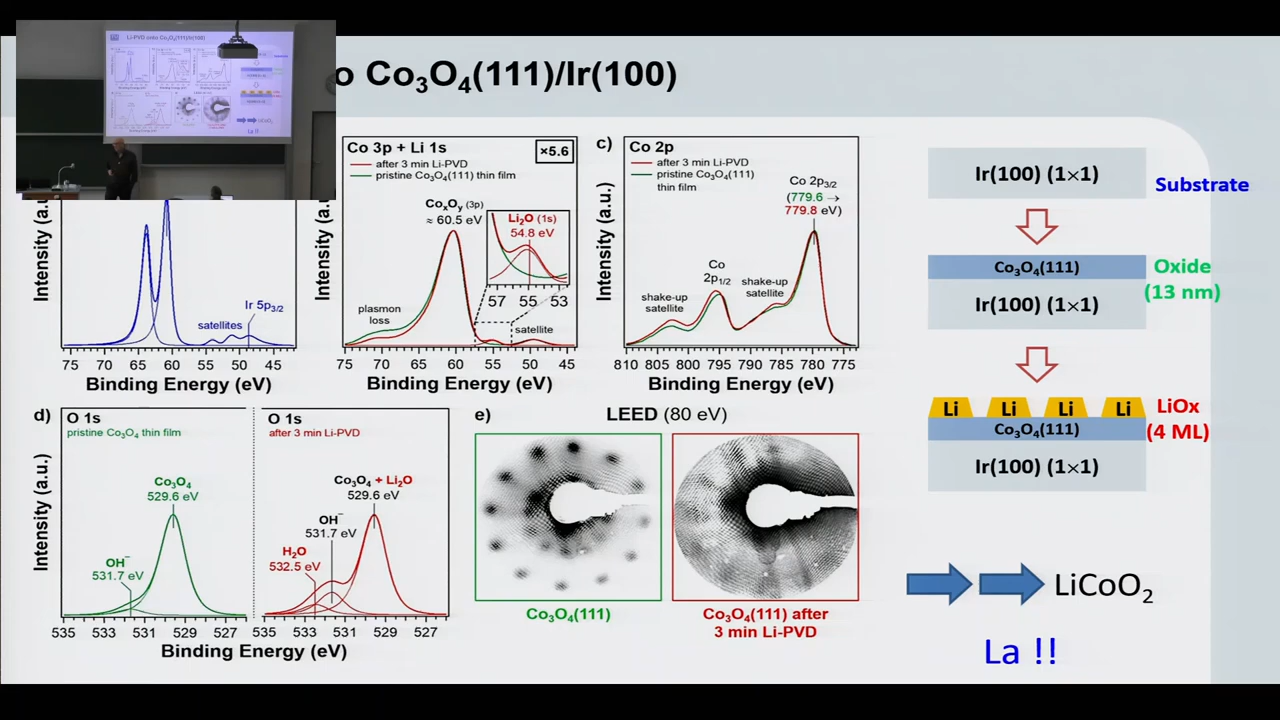 Li-PVD onto Co₃O₄(111)/Ir(100)
o Co₃O₄(111)/Ir(100)
Intensity (a.u.
Ir 5p₃/₂
satellites
75 70 65 60 55 50 45
Binding Energy (eV)
Intensity (a.u.
Co 3p + Li 1s
×5.6
after 3 min Li-PVD
pristine Co₃O₄(111) thin film
CoₓOᵧ (3p)
≈ 60.5 eV
Li₂O (1s)
54.8 eV
57 55 53
plasmon
loss
satellite
75 70 65 60 55 50 45
Binding Energy (eV)
c)
Co 2p
after 3 min Li-PVD
pristine Co₃O₄(111)
thin film
Co 2p₃/₂
(779.6 →
779.8 eV)
Co
2p₁/₂
shake-up
satellite
shake-up
satellite
Intensity (a.u.)
810 805 800 795 790 785 780 775
Binding Energy (eV)
d)
O 1s
pristine Co₃O₄ thin film
Co₃O₄
529.6 eV
OH⁻
531.7 eV
Intensity (a.u.)
535 533 531 529 527
O 1s
after 3 min Li-PVD
Co₃O₄ + Li₂O
529.6 eV
OH⁻
531.7 eV
H₂O
532.5 eV
535 533 531 529 527
Binding Energy (eV)
e)
LEED (80 eV)
Co₃O₄(111)
Co₃O₄(111) after
3 min Li-PVD
Ir(100) (1×1)
Substrate
Co₃O₄(111)
Ir(100) (1×1)
Oxide
(13 nm)
Li Li Li Li
Co₃O₄(111)
Ir(100) (1×1)
LiOx
(4 ML)
LiCoO₂
La !!